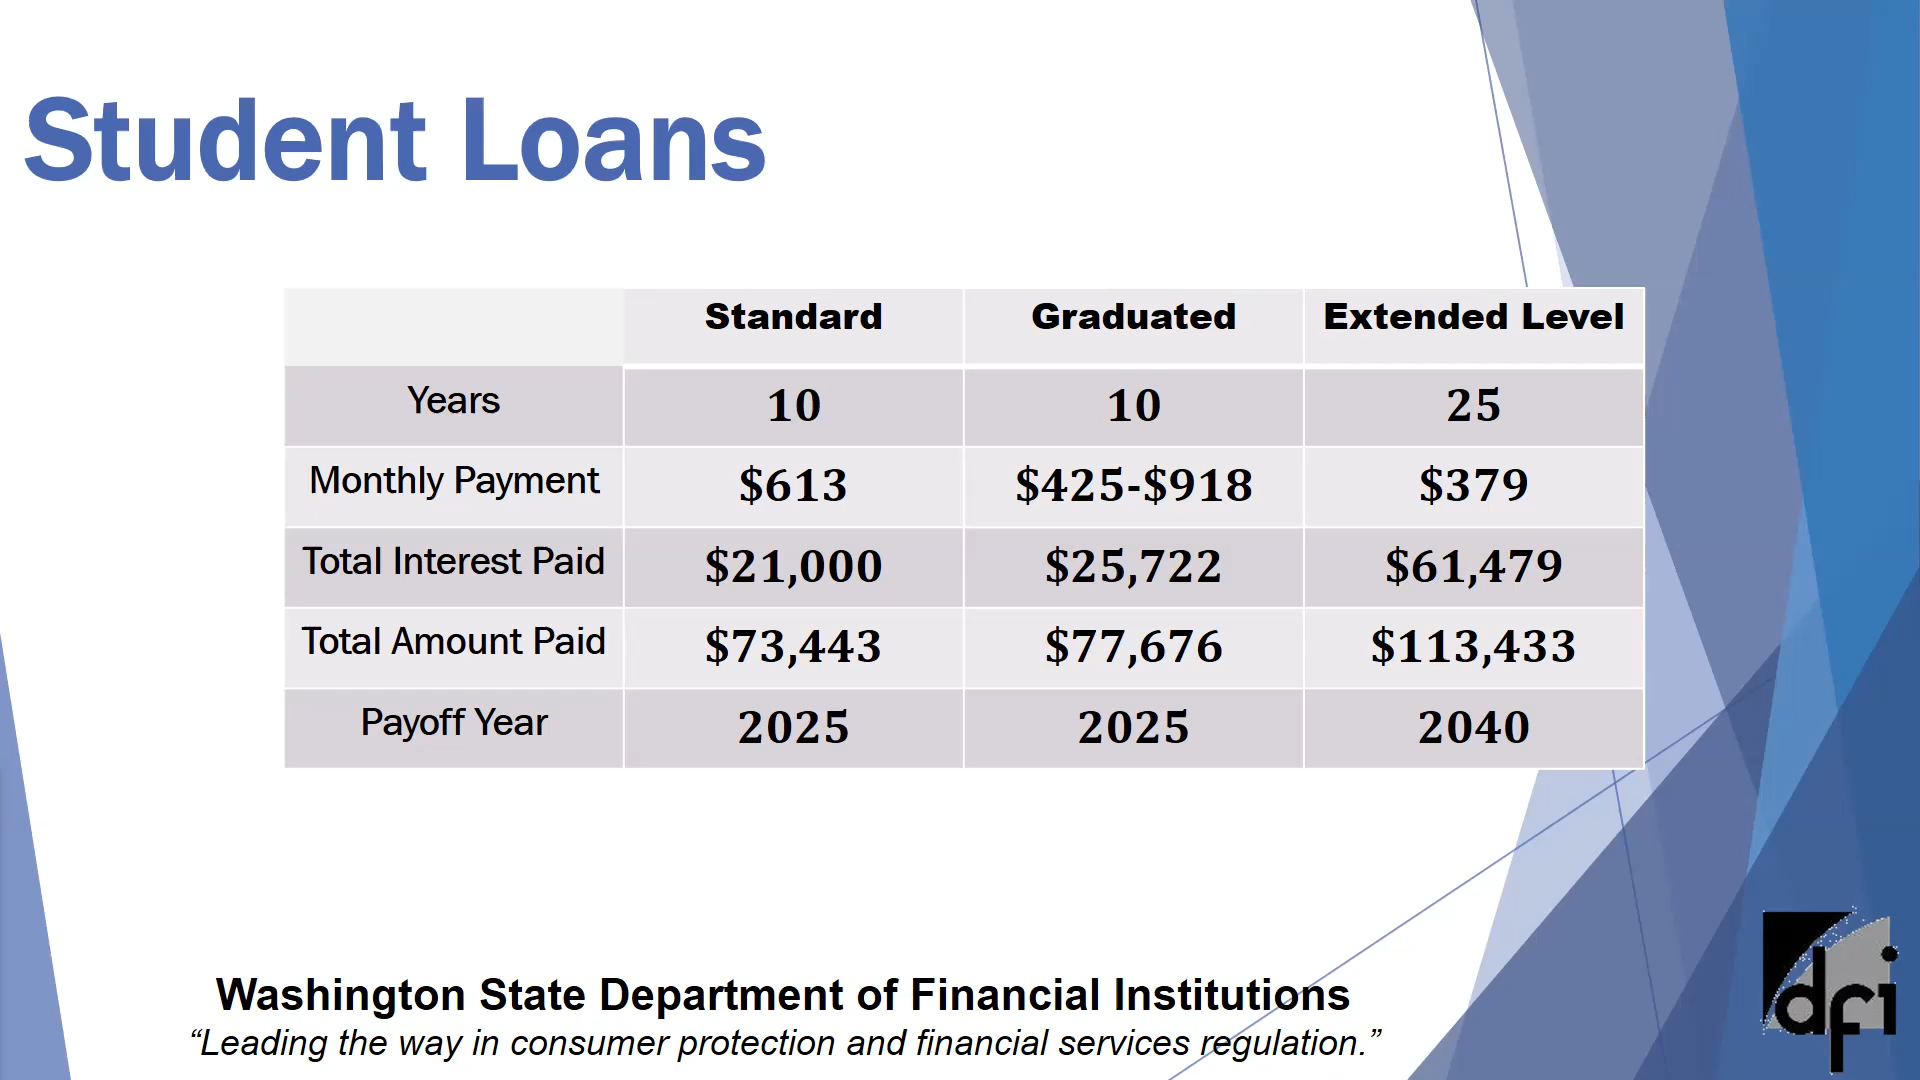 Student Loans
Standard Graduated Extended Level
Years 10 10 25
Monthly Payment $613 $425-$918 $379
Total Interest Paid $21,000 $25,722 $61,479
Total Amount Paid $73,443 $77,676 $113,433
Payoff Year 2025 2025 2040
Washington State Department of Financial Institutions
“Leading the way in consumer protection and financial services regulation.”
dfi